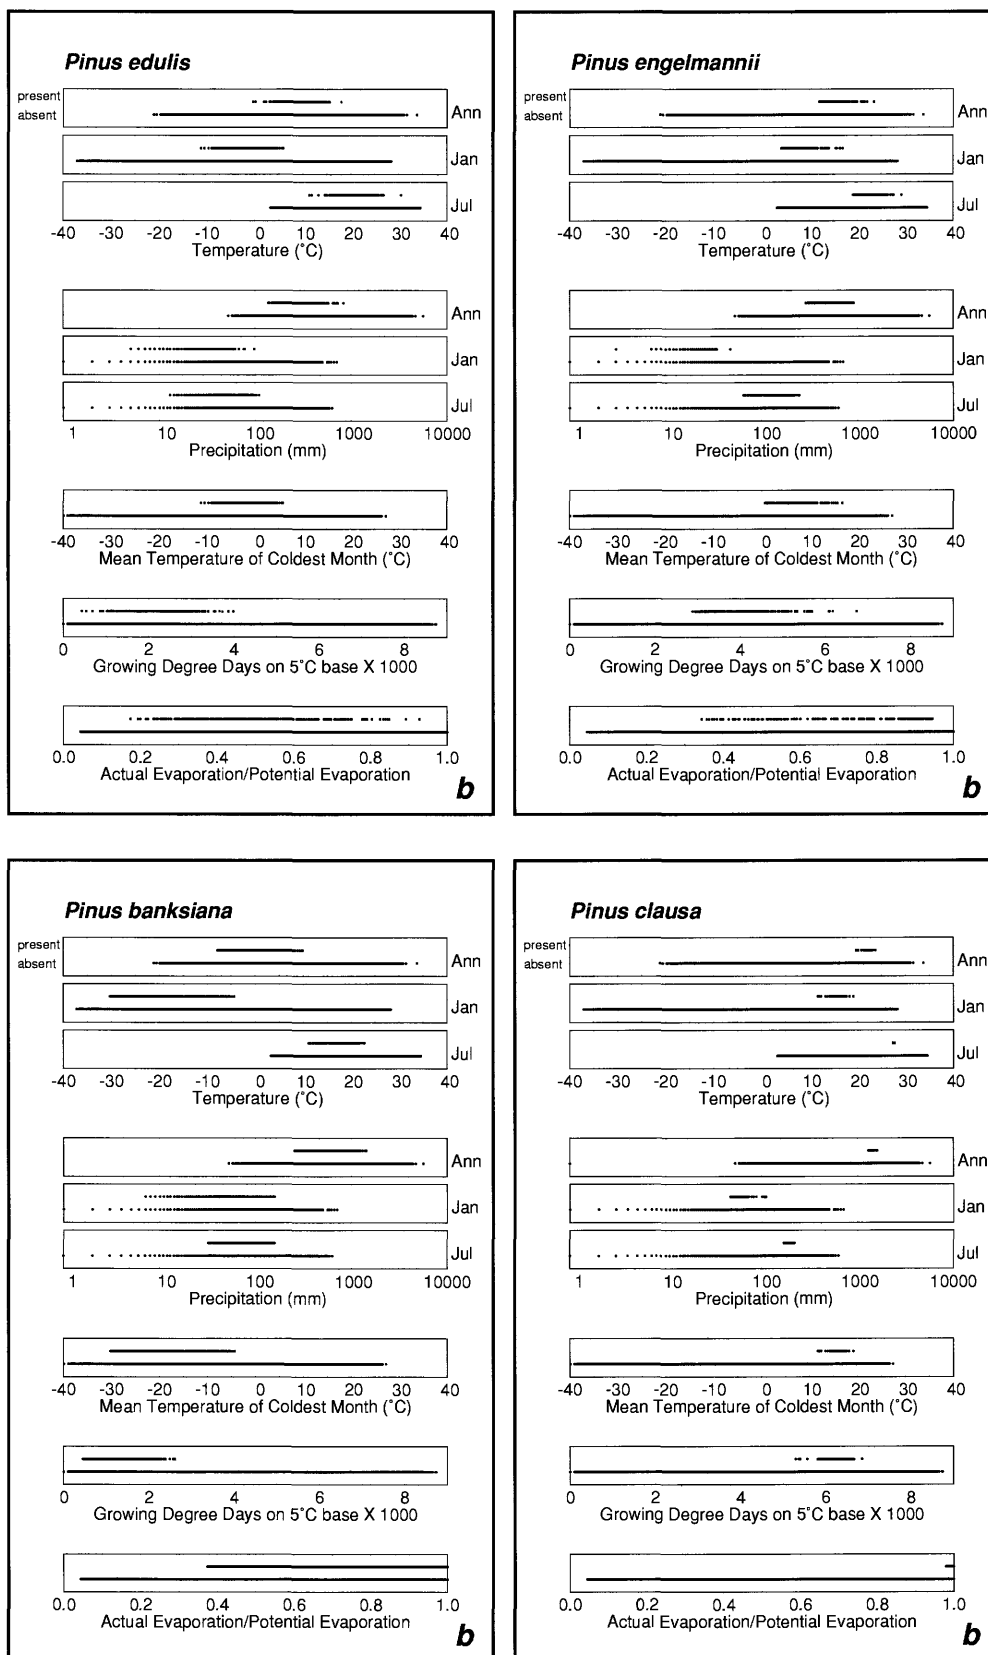 Pinus edulis
present
absent
Ann
Jan
Jul
-40 -30 -20 -10 0 10 20 30 40
Temperature (°C)
Ann
Jan
Jul
1 10 100 1000 10000
Precipitation (mm)
-40 -30 -20 -10 0 10 20 30 40
Mean Temperature of Coldest Month (°C)
0 2 4 6 8
Growing Degree Days on 5°C base X 1000
0.0 0.2 0.4 0.6 0.8 1.0
Actual Evaporation/Potential Evaporation
b
Pinus engelmannii
present
absent
Ann
Jan
Jul
-40 -30 -20 -10 0 10 20 30 40
Temperature (°C)
Ann
Jan
Jul
1 10 100 1000 10000
Precipitation (mm)
-40 -30 -20 -10 0 10 20 30 40
Mean Temperature of Coldest Month (°C)
0 2 4 6 8
Growing Degree Days on 5°C base X 1000
0.0 0.2 0.4 0.6 0.8 1.0
Actual Evaporation/Potential Evaporation
b
Pinus banksiana
present
absent
Ann
Jan
Jul
-40 -30 -20 -10 0 10 20 30 40
Temperature (°C)
Ann
Jan
Jul
1 10 100 1000 10000
Precipitation (mm)
-40 -30 -20 -10 0 10 20 30 40
Mean Temperature of Coldest Month (°C)
0 2 4 6 8
Growing Degree Days on 5°C base X 1000
0.0 0.2 0.4 0.6 0.8 1.0
Actual Evaporation/Potential Evaporation
b
Pinus clausa
present
absent
Ann
Jan
Jul
-40 -30 -20 -10 0 10 20 30 40
Temperature (°C)
Ann
Jan
Jul
1 10 100 1000 10000
Precipitation (mm)
-40 -30 -20 -10 0 10 20 30 40
Mean Temperature of Coldest Month (°C)
0 2 4 6 8
Growing Degree Days on 5°C base X 1000
0.0 0.2 0.4 0.6 0.8 1.0
Actual Evaporation/Potential Evaporation
b